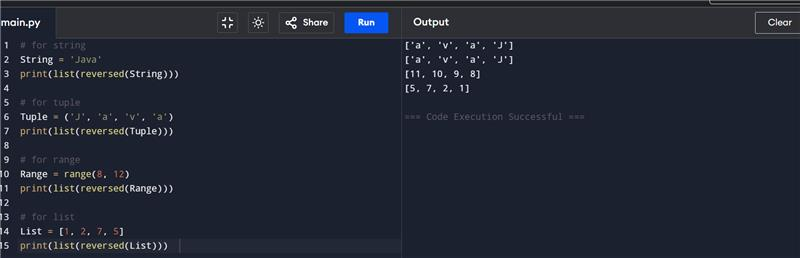 main.py
Share
Run
Output
Clear
1 # for string
2 String = 'Java'
3 print(list(reversed(String)))
4
5 # for tuple
6 Tuple = ('J', 'a', 'v', 'a')
7 print(list(reversed(Tuple)))
8
9 # for range
10 Range = range(8, 12)
11 print(list(reversed(Range)))
12
13 # for list
14 List = [1, 2, 7, 5]
15 print(list(reversed(List)))
['a', 'v', 'a', 'J']
['a', 'v', 'a', 'J']
[11, 10, 9, 8]
[5, 7, 2, 1]
=== Code Execution Successful ===